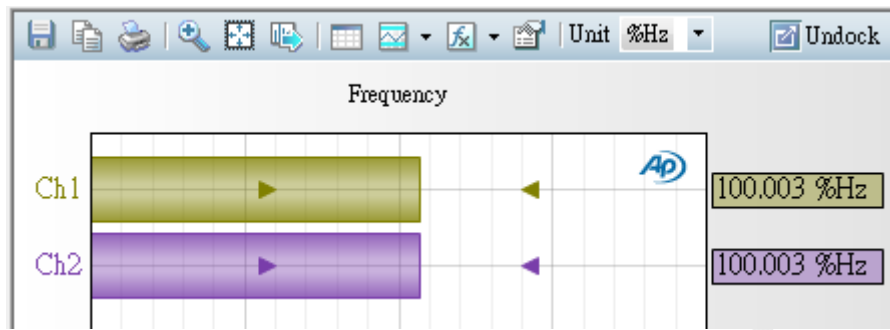 Unit %Hz Undock
Frequency
AP
Ch1 100.003 %Hz
Ch2 100.003 %Hz